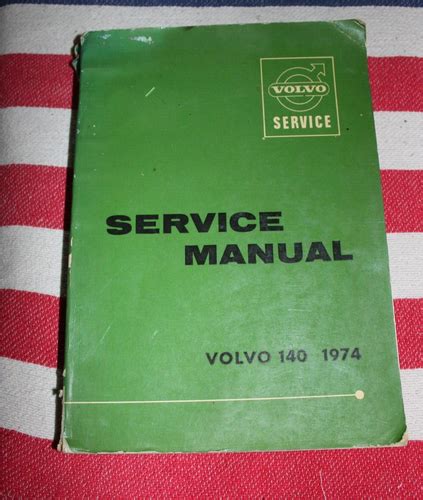 VOLVO
SERVICE
SERVICE
MANUAL
VOLVO 140 1974